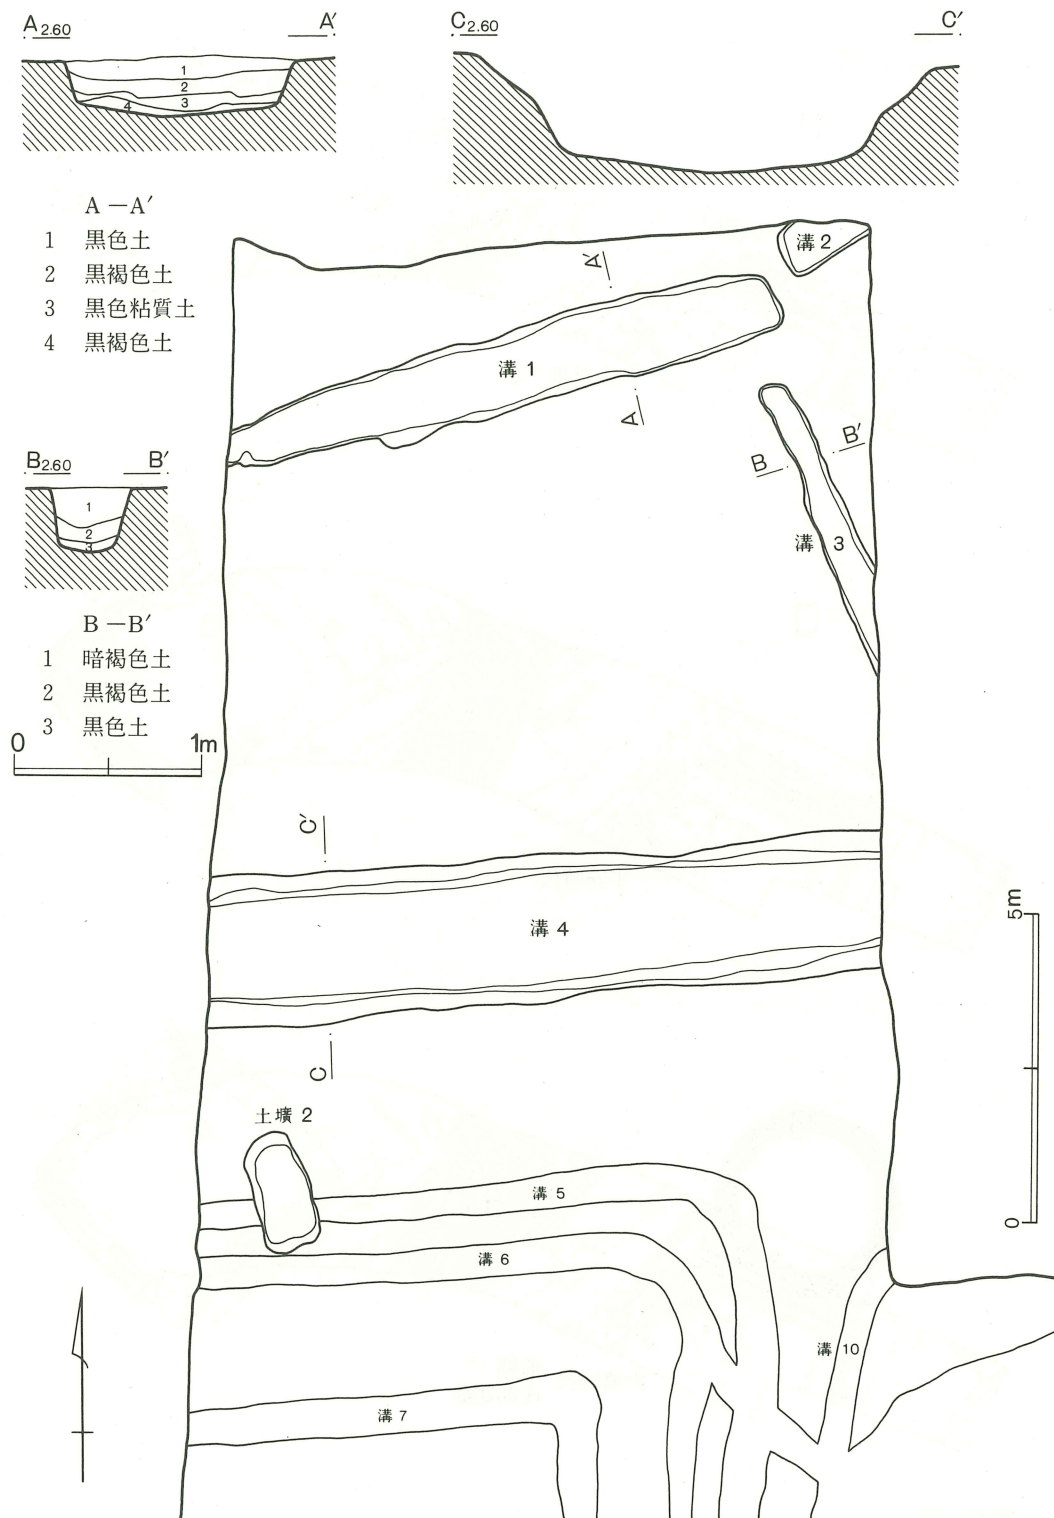 A 2.60 A′
C 2.60 C′
1
2
3
4
A－A′
1 黒色土
2 黒褐色土
3 黒色粘質土
4 黒褐色土
溝 2
A′
溝 1
A
B 2.60 B′
1
2
3
B－B′
1 暗褐色土
2 黒褐色土
3 黒色土
0 1m
B B′
溝 3
C′
溝 4
C
5m
0
土壙 2
溝 5
溝 6
溝 10
溝 7